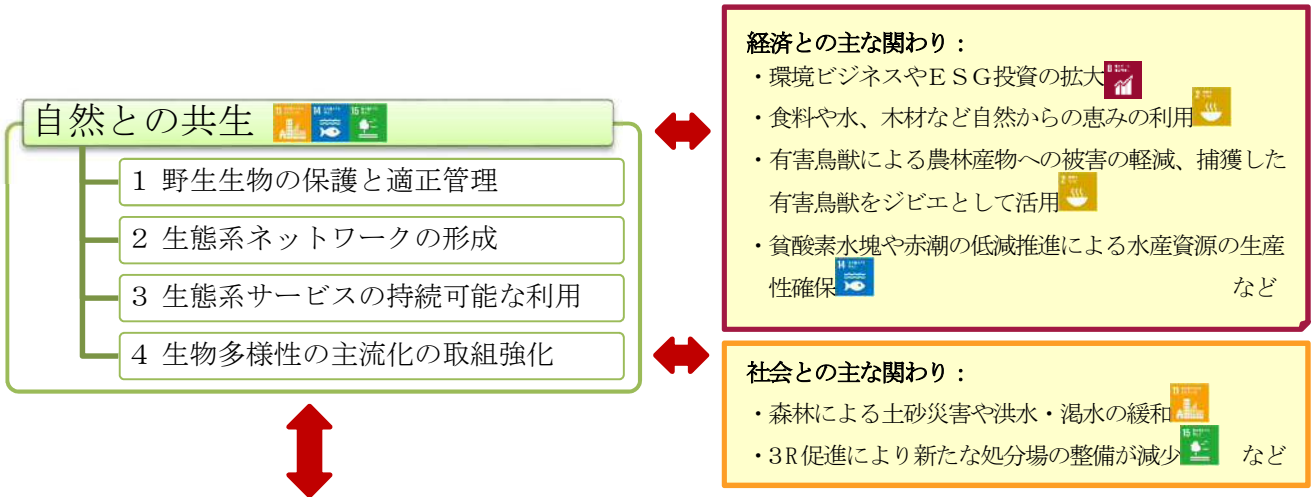 自然との共生
１ 野生生物の保護と適正管理
２ 生態系ネットワークの形成
３ 生態系サービスの持続可能な利用
４ 生物多様性の主流化の取組強化
経済との主な関わり：
・環境ビジネスやＥＳＧ投資の拡大
・食料や水、木材など自然からの恵みの利用
・有害鳥獣による農林産物への被害の軽減、捕獲した
有害鳥獣をジビエとして活用
・貧酸素水塊や赤潮の低減推進による水産資源の生産
性確保 など
社会との主な関わり：
・森林による土砂災害や洪水・渇水の緩和
・3R促進により新たな処分場の整備が減少 など